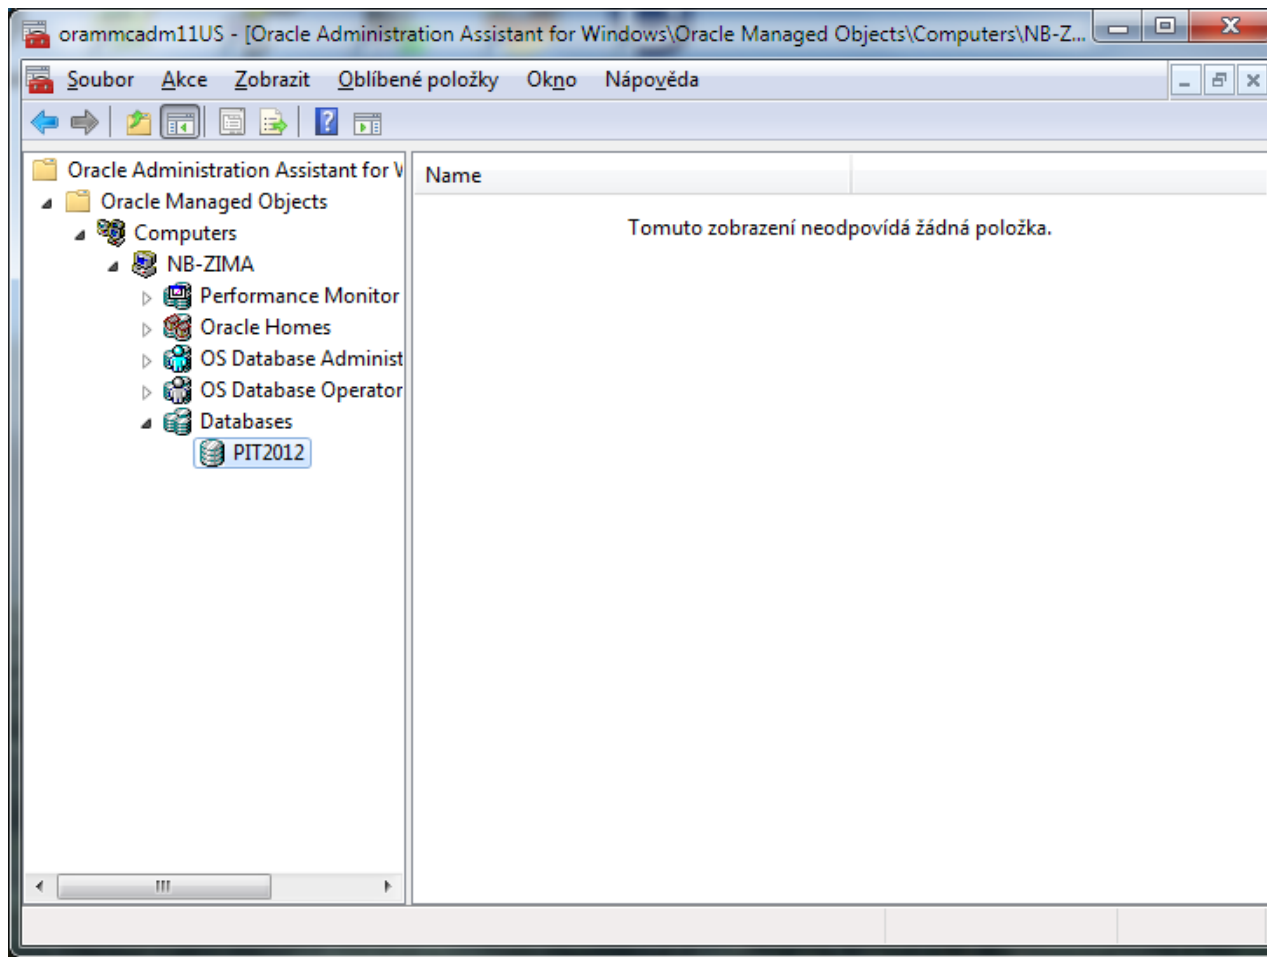 orammcadm11US - [Oracle Administration Assistant for Windows\Oracle Managed Objects\Computers\NB-Z...
Soubor Akce Zobrazit Oblíbené položky Okno Nápověda
Oracle Administration Assistant for W
Oracle Managed Objects
Computers
NB-ZIMA
Performance Monitor
Oracle Homes
OS Database Administ
OS Database Operator
Databases
PIT2012
Name
Tomuto zobrazení neodpovídá žádná položka.